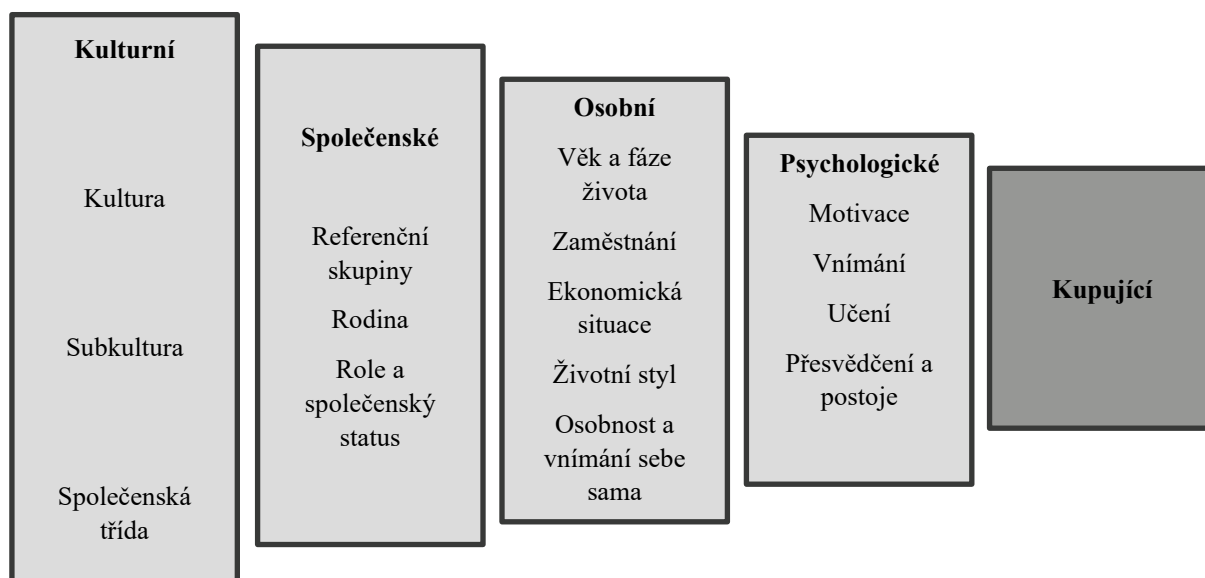 Kulturní
Kultura
Subkultura
Společenská
třída
Společenské
Referenční
skupiny
Rodina
Role a
společenský
status
Osobní
Věk a fáze
života
Zaměstnání
Ekonomická
situace
Životní styl
Osobnost a
vnímání sebe
sama
Psychologické
Motivace
Vnímání
Učení
Přesvědčení a
postoje
Kupující